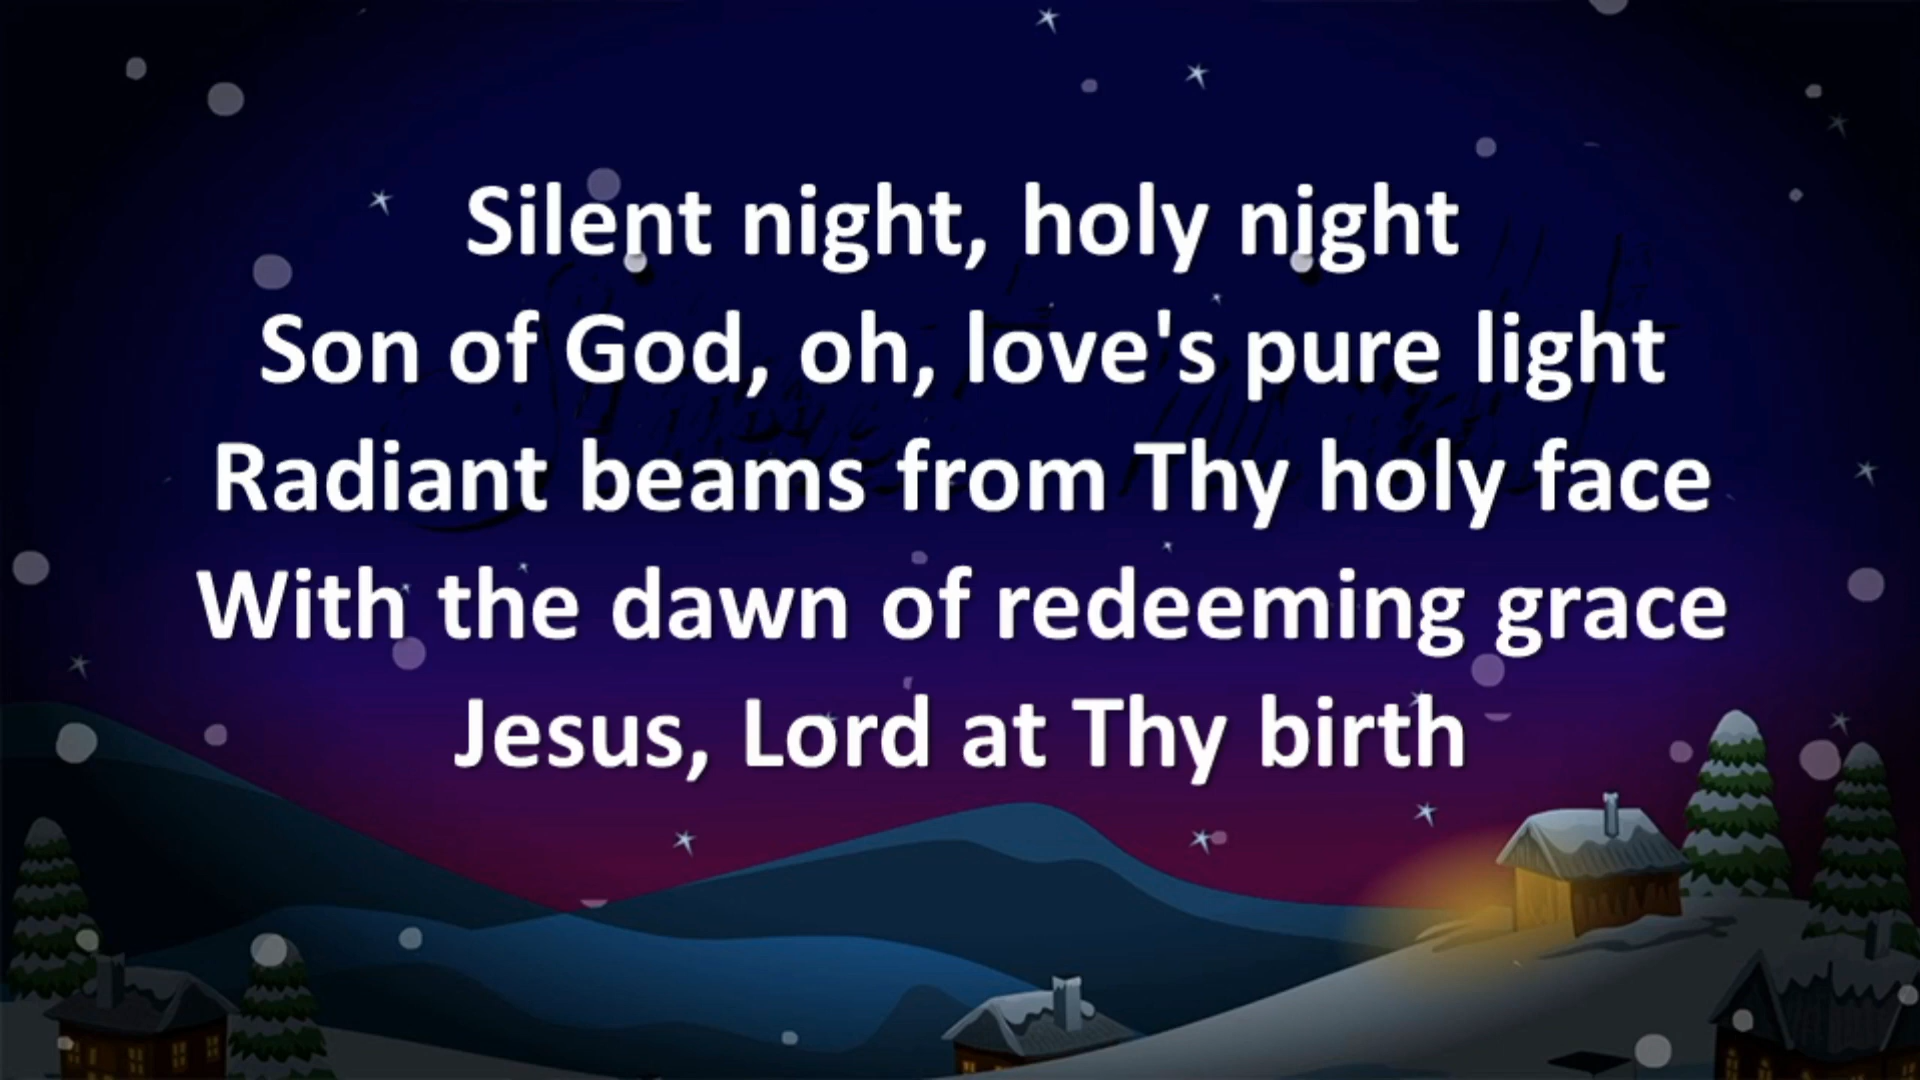 Silent night, holy night
Son of God, oh, love's pure light
Radiant beams from Thy holy face
With the dawn of redeeming grace
Jesus, Lord at Thy birth